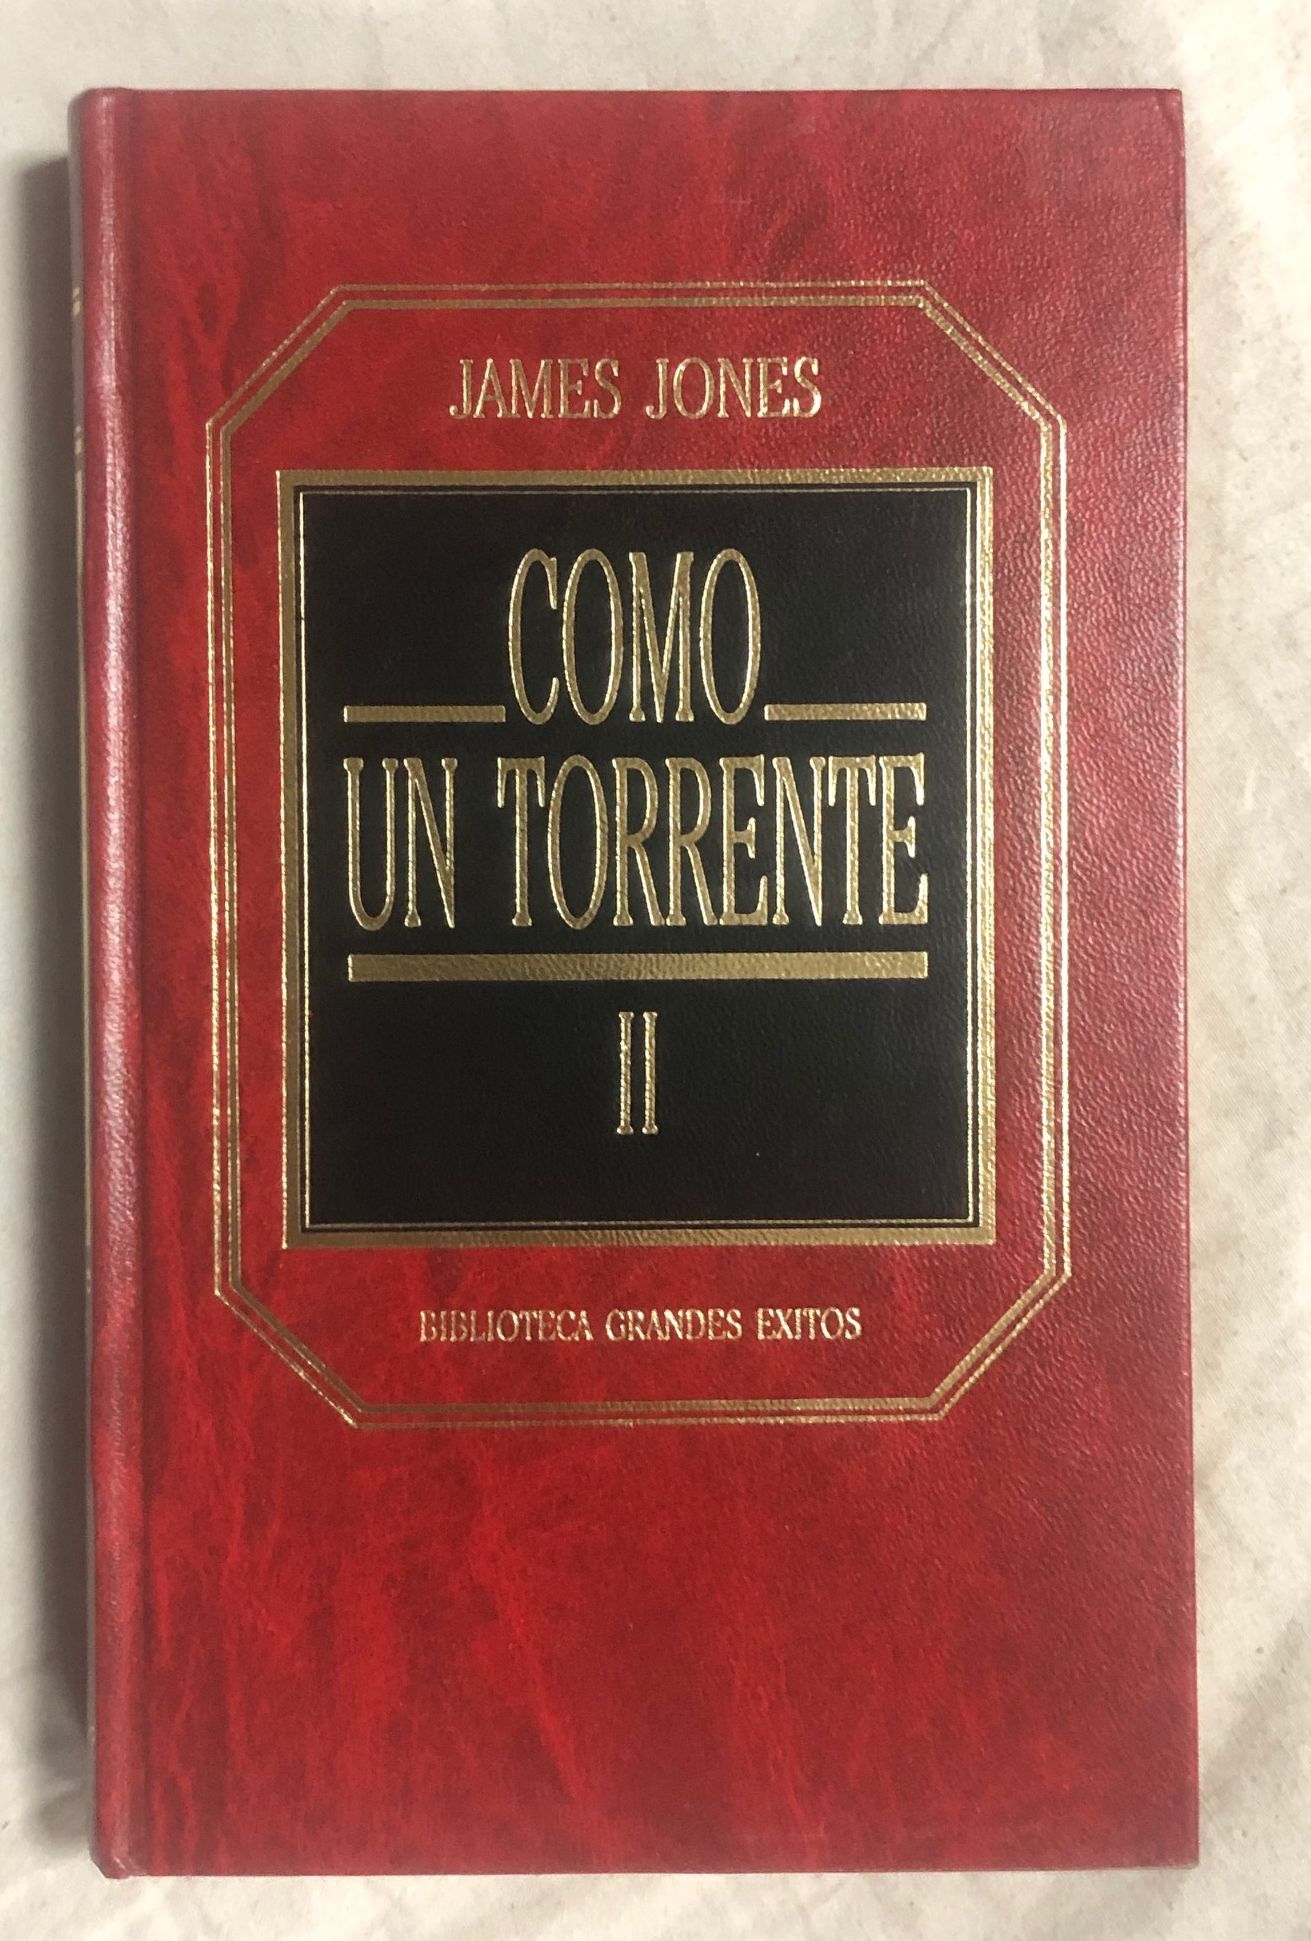 JAMES JONES
COMO
UN TORRENTE
II
BIBLIOTECA GRANDES EXITOS